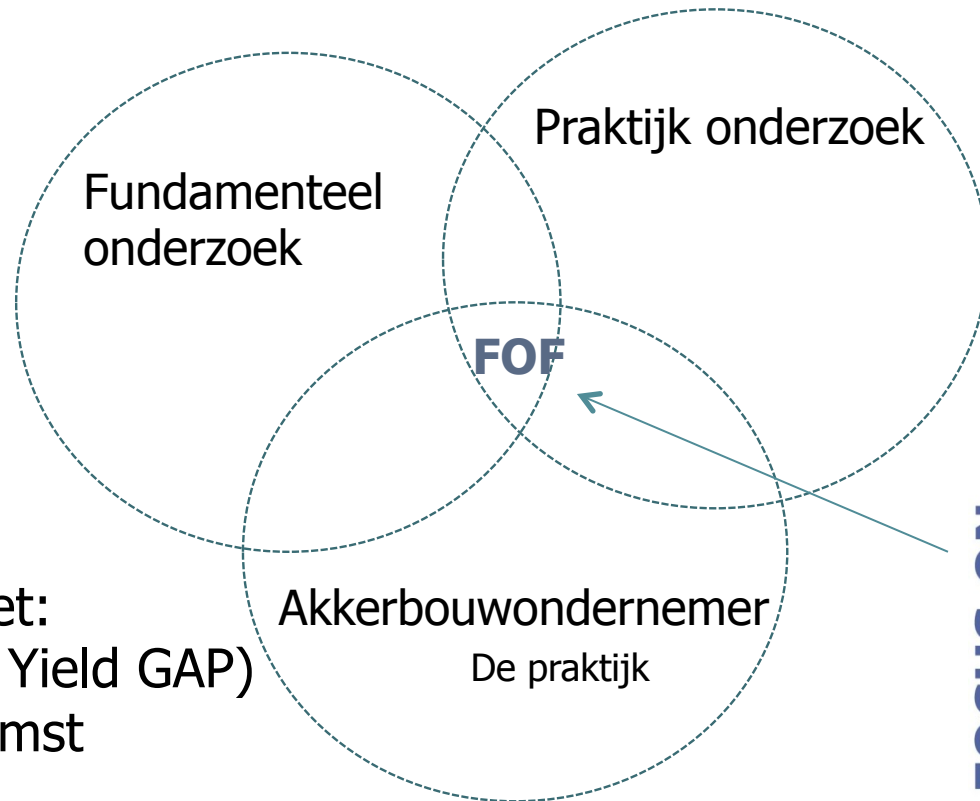 Praktijk onderzoek
Fundamenteel
onderzoek
FOF
et:
Yield GAP)
mst
Akkerbouwondernemer
De praktijk